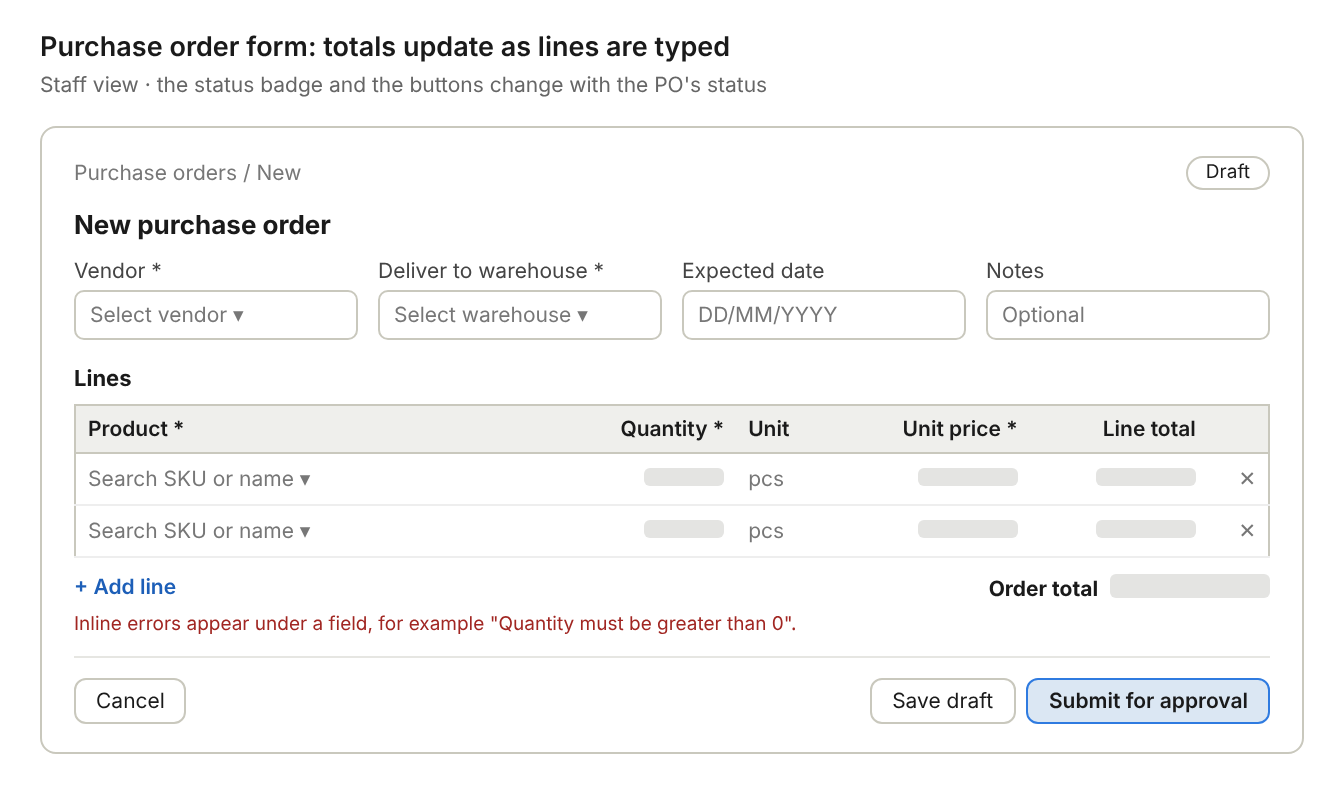 Purchase order form: totals update as lines are typed
Staff view · the status badge and the buttons change with the PO's status
Purchase orders / New
Draft
New purchase order
Vendor *
Deliver to warehouse *
Expected date
Notes
Select vendor ▾
Select warehouse ▾
DD/MM/YYYY
Optional
Lines
Product * Quantity * Unit Unit price * Line total
Search SKU or name ▾ pcs ✕
Search SKU or name ▾ pcs ✕
+ Add line
Order total
Inline errors appear under a field, for example "Quantity must be greater than 0".
Cancel
Save draft
Submit for approval